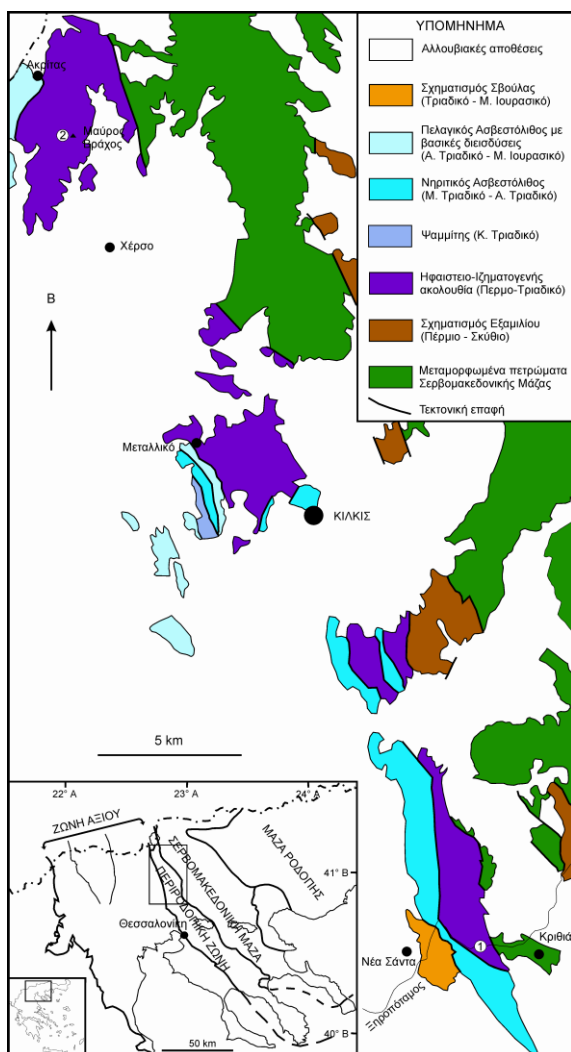 ΥΠΟΜΝΗΜΑ
Αλλουβιακές αποθέσεις
Σχηματισμός Σβούλας
(Τριαδικό - Μ. Ιουρασικό)
Πελαγικός Ασβεστόλιθος με
βασικές διεισδύσεις
(Α. Τριαδικό - Μ. Ιουρασικό)
Νηριτικός Ασβεστόλιθος
(Μ. Τριαδικό - Α. Τριαδικό)
Ψαμμίτης (Κ. Τριαδικό)
Ηφαιστειο-Ιζηματογενής
ακολουθία (Περμο-Τριαδικό)
Σχηματισμός Εξαμιλίου
(Πέρμιο - Σκύθιο)
Μεταμορφωμένα πετρώματα
Σερβομακεδονικής Μάζας
Τεκτονική επαφή
Ακρίτας
2
Μαύρος
Βράχος
Χέρσο
Β
Μεταλλικό
ΚΙΛΚΙΣ
5 km
1
Κριθιά
Νέα Σάντα
Ξηροπόταμος
22° Α
23° Α
24° Α
ΖΩΝΗ ΑΞΙΟΥ
ΜΑΖΑ ΡΟΔΟΠΗΣ
ΣΕΡΒΟΜΑΚΕΔΟΝΙΚΗ ΜΑΖΑ
ΠΕΡΙΡΟΔΟΠΙΚΗ ΖΩΝΗ
41° Β
Θεσσαλονίκη
40° Β
50 km